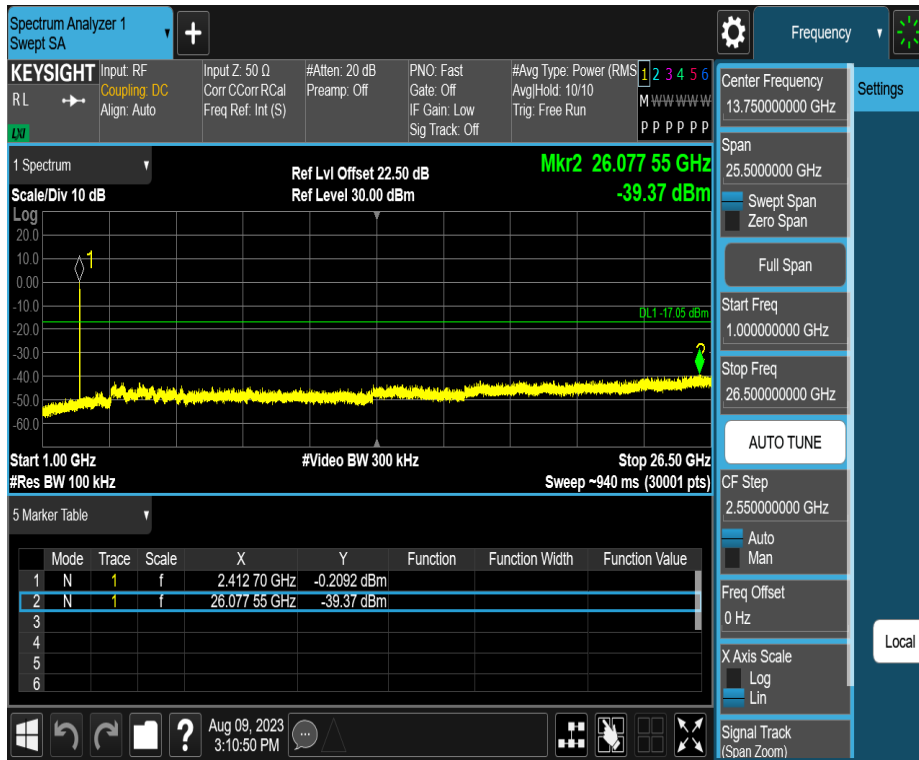 Spectrum Analyzer 1
Swept SA
Frequency
KEYSIGHT
R L
LXI
Input: RF
Coupling: DC
Align: Auto
Input Z: 50 Ω
Corr CCorr RCal
Freq Ref: Int (S)
#Atten: 20 dB
Preamp: Off
PNO: Fast
Gate: Off
IF Gain: Low
Sig Track: Off
#Avg Type: Power (RMS
Avg|Hold: 10/10
Trig: Free Run
1 2 3 4 5 6
M W W W W W
P P P P P P
1 Spectrum
Scale/Div 10 dB
Ref Lvl Offset 22.50 dB
Ref Level 30.00 dBm
Mkr2 26.077 55 GHz
-39.37 dBm
Log
20.0
10.0
0.00
-10.0
-20.0
-30.0
-40.0
-50.0
-60.0
1
DL1 -17.05 dBm
2
Start 1.00 GHz
#Res BW 100 kHz
#Video BW 300 kHz
Stop 26.50 GHz
Sweep ~940 ms (30001 pts)
5 Marker Table
Mode Trace Scale X Y Function Function Width Function Value
1 N 1 f 2.412 70 GHz -0.2092 dBm
2 N 1 f 26.077 55 GHz -39.37 dBm
3
4
5
6
Aug 09, 2023
3:10:50 PM
Center Frequency
13.750000000 GHz
Span
25.5000000 GHz
Swept Span
Zero Span
Full Span
Start Freq
1.000000000 GHz
Stop Freq
26.500000000 GHz
AUTO TUNE
CF Step
2.550000000 GHz
Auto
Man
Freq Offset
0 Hz
X Axis Scale
Log
Lin
Signal Track
(Span Zoom)
Settings
Local